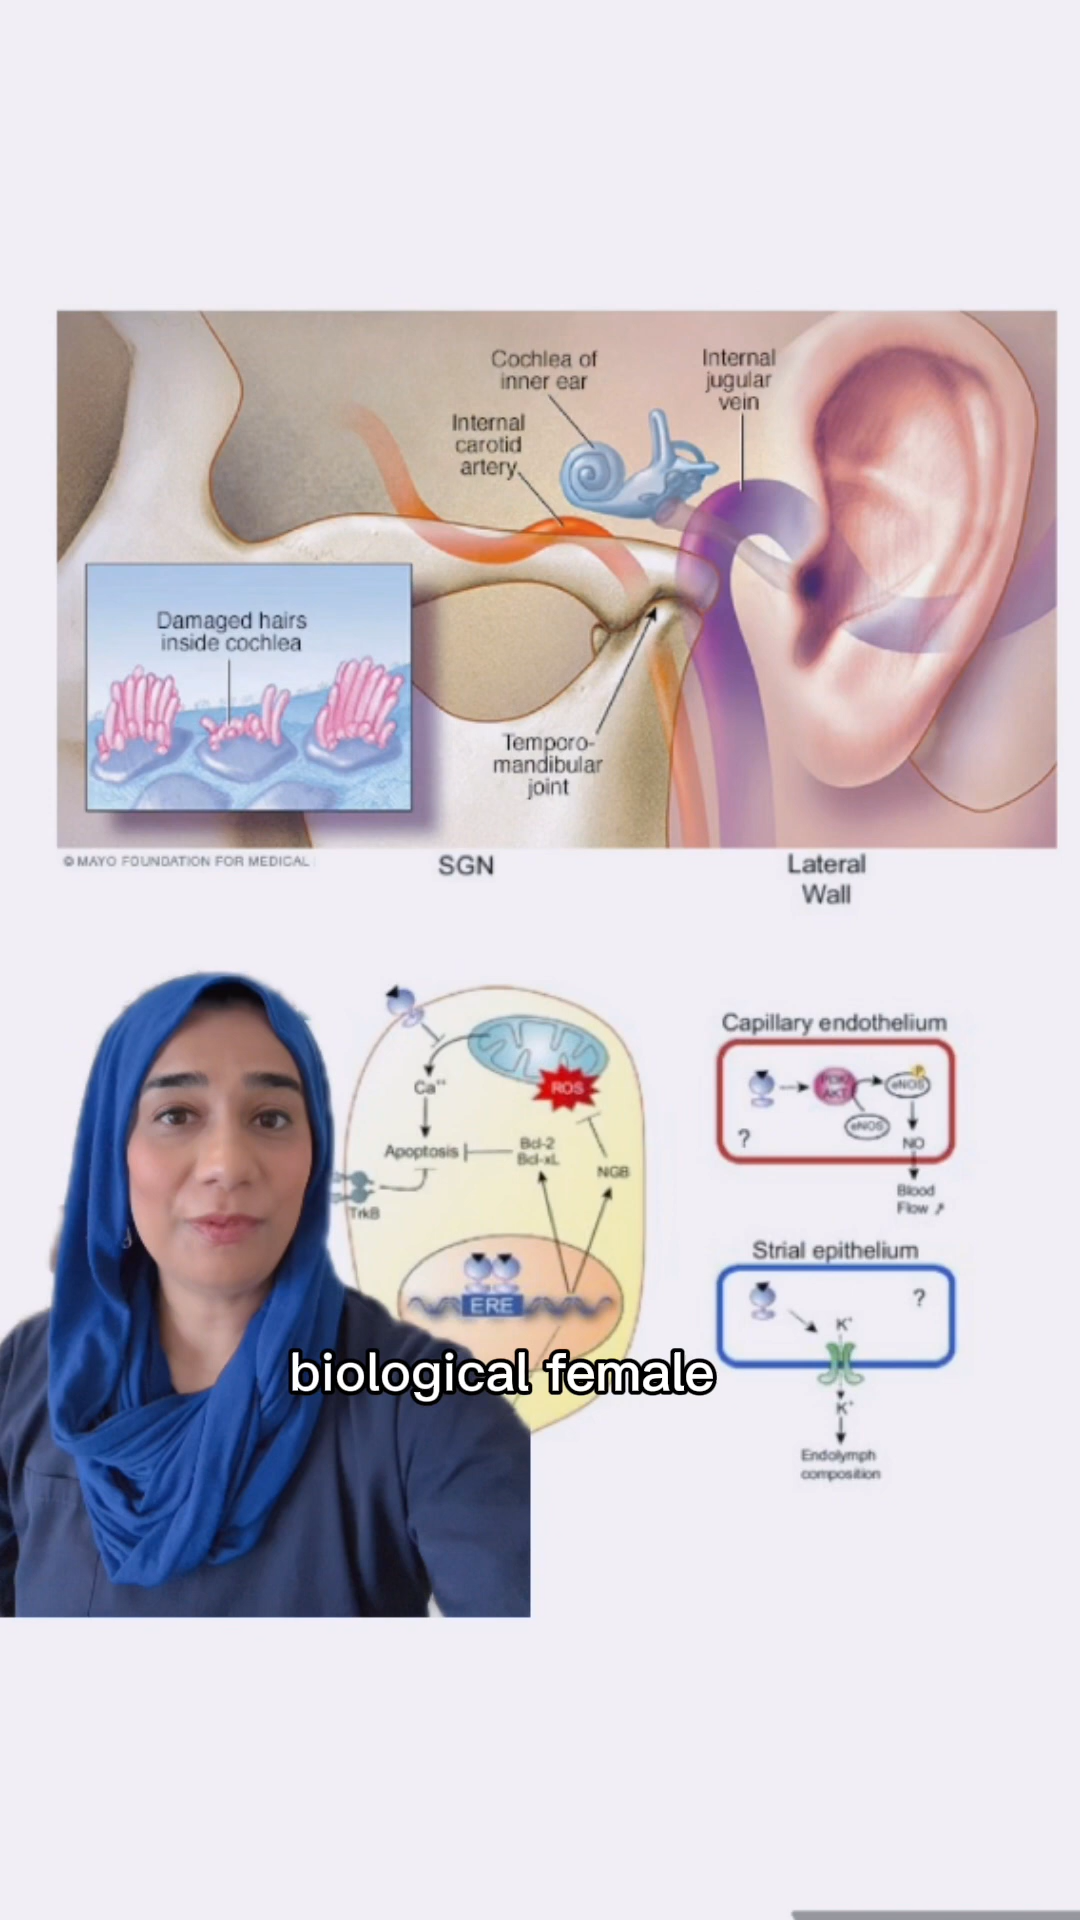 Cochlea of
inner ear
Internal
jugular
vein
Internal
carotid
artery
Damaged hairs
inside cochlea
Temporo-
mandibular
joint
© MAYO FOUNDATION FOR MEDICAL
SGN
Lateral
Wall
Ca++
ROS
Apoptosis
Bcl-2
Bcl-xL
NGB
TrkB
ERE
Capillary endothelium
AKT
eNOS
P
eNOS
?
NO
Blood
Flow ↗
Strial epithelium
?
K+
K+
Endolymph
composition
biological female